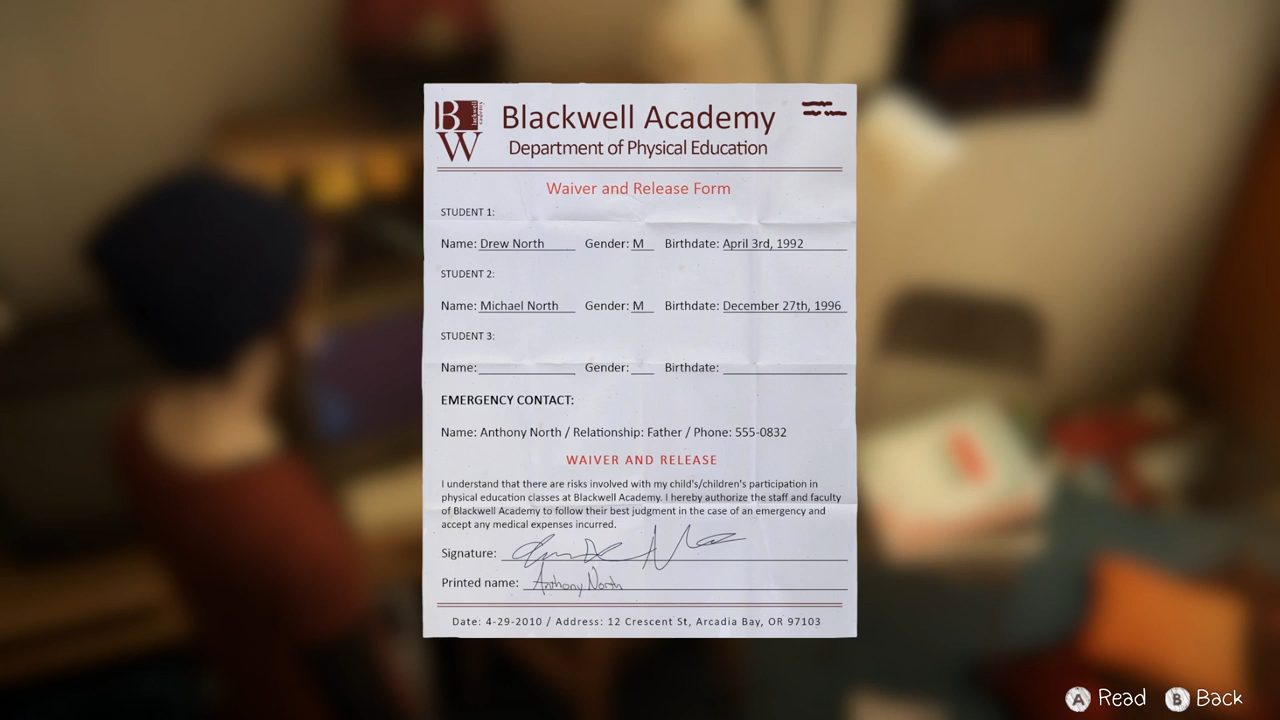 BW Blackwell Academy
Blackwell Academy
Department of Physical Education
Waiver and Release Form
STUDENT 1:
Name: Drew North Gender: M Birthdate: April 3rd, 1992
STUDENT 2:
Name: Michael North Gender: M Birthdate: December 27th, 1996
STUDENT 3:
Name: Gender: Birthdate:
EMERGENCY CONTACT:
Name: Anthony North / Relationship: Father / Phone: 555-0832
WAIVER AND RELEASE
I understand that there are risks involved with my child's/children's participation in
physical education classes at Blackwell Academy. I hereby authorize the staff and faculty
of Blackwell Academy to follow their best judgment in the case of an emergency and
accept any medical expenses incurred.
Signature:
Printed name: Anthony North
Date: 4-29-2010 / Address: 12 Crescent St, Arcadia Bay, OR 97103
A Read B Back